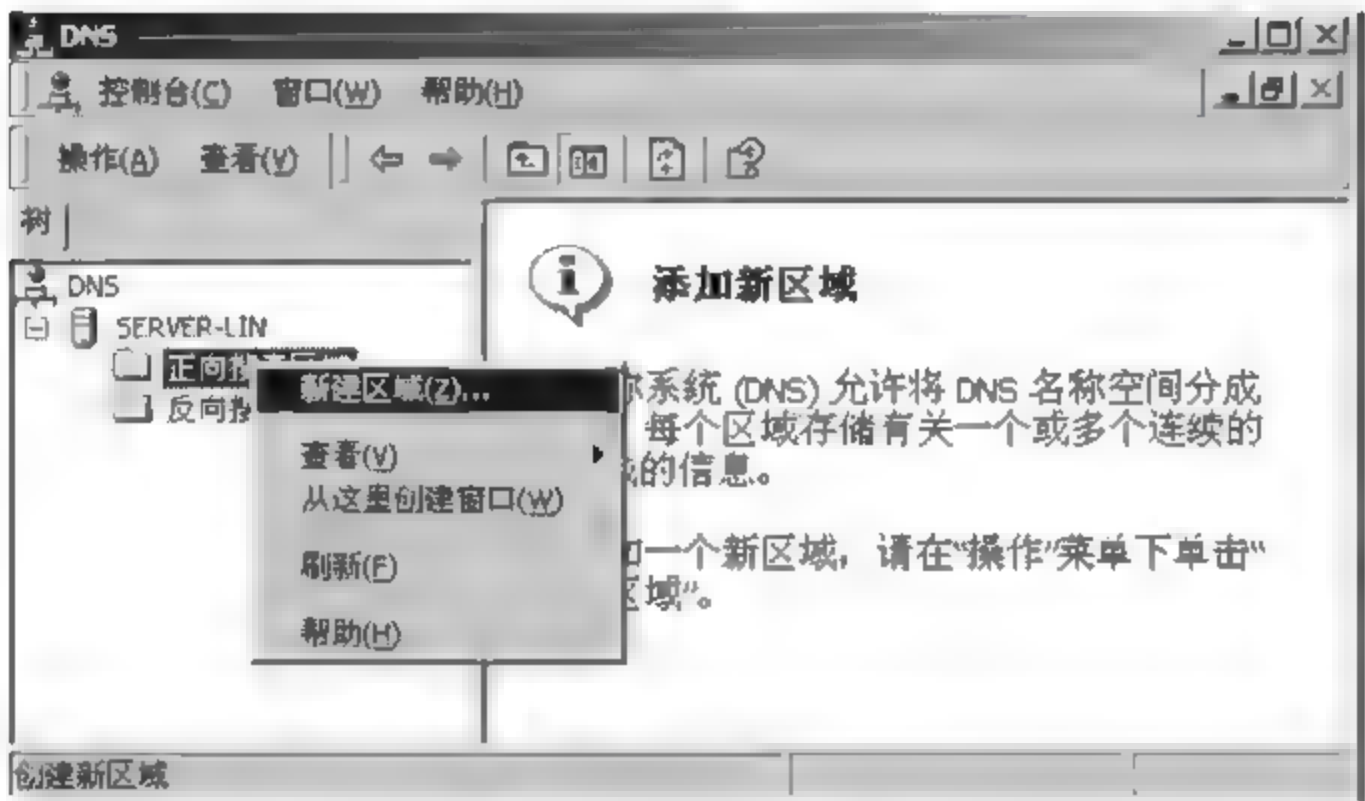 DNS
控制台(C) 窗口(W) 帮助(H)
操作(A) 查看(V)
树
DNS
SERVER-LIN
正向搜
反向搜
新建区域(Z)...
查看(V)
从这里创建窗口(W)
刷新(F)
帮助(H)
添加新区域
系统 (DNS) 允许将 DNS 名称空间分成
每个区域存储有关一个或多个连续的
的信息。
一个新区域，请在“操作”菜单下单击“
区域”。
创建新区域